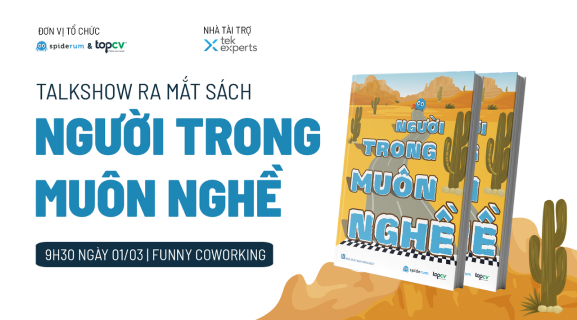 ĐƠN VỊ TỔ CHỨC
spiderum & topcv
NHÀ TÀI TRỢ
tek
experts
TALKSHOW RA MẮT SÁCH
NGƯỜI TRONG
MUÔN NGHỀ
9H30 NGÀY 01/03 | FUNNY COWORKING
NGƯỜI
TRONG
MUÔN
NGHỀ
spiderum topcv